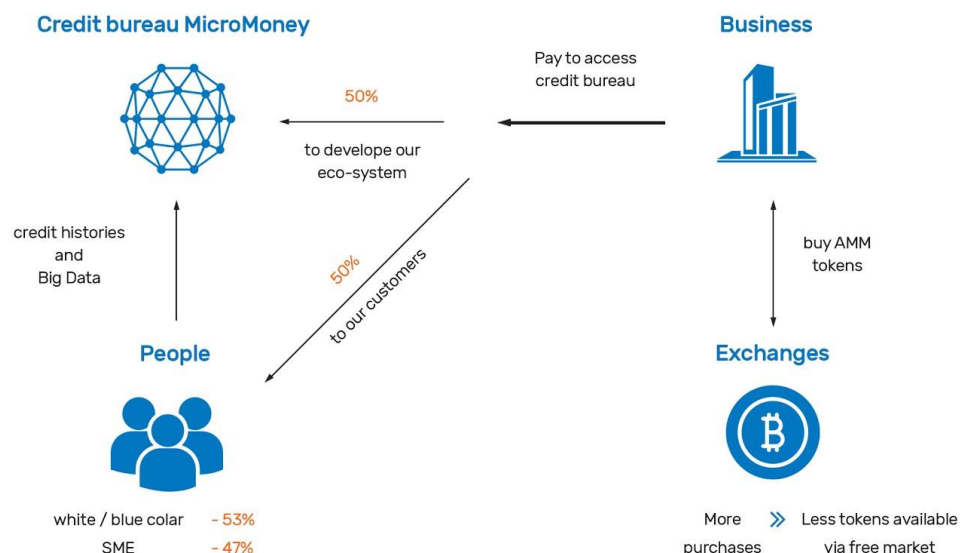 Credit bureau MicroMoney
Business
Pay to access
credit bureau
50%
to develope our
eco-system
credit histories
and
Big Data
50%
to our customers
buy AMM
tokens
People
Exchanges
white / blue colar - 53%
SME - 47%
More
purchases
Less tokens available
via free market